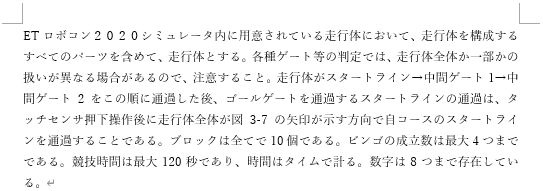 ETロボコン2020シミュレータ内に用意されている走行体において、走行体を構成する
すべてのパーツを含めて、走行体とする。各種ゲート等の判定では、走行体全体か一部かの
扱いが異なる場合があるので、注意すること。走行体がスタートライン→中間ゲート1→中
間ゲート 2 をこの順に通過した後、ゴールゲートを通過するスタートラインの通過は、タ
ッチセンサ押下操作後に走行体全体が図 3-7 の矢印が示す方向で自コースのスタートライ
ンを通過することである。ブロックは全てで10個である。ビンゴの成立数は最大4つまで
である。競技時間は最大 120 秒であり、時間はタイムで計る。数字は 8 つまで存在してい
る。↵